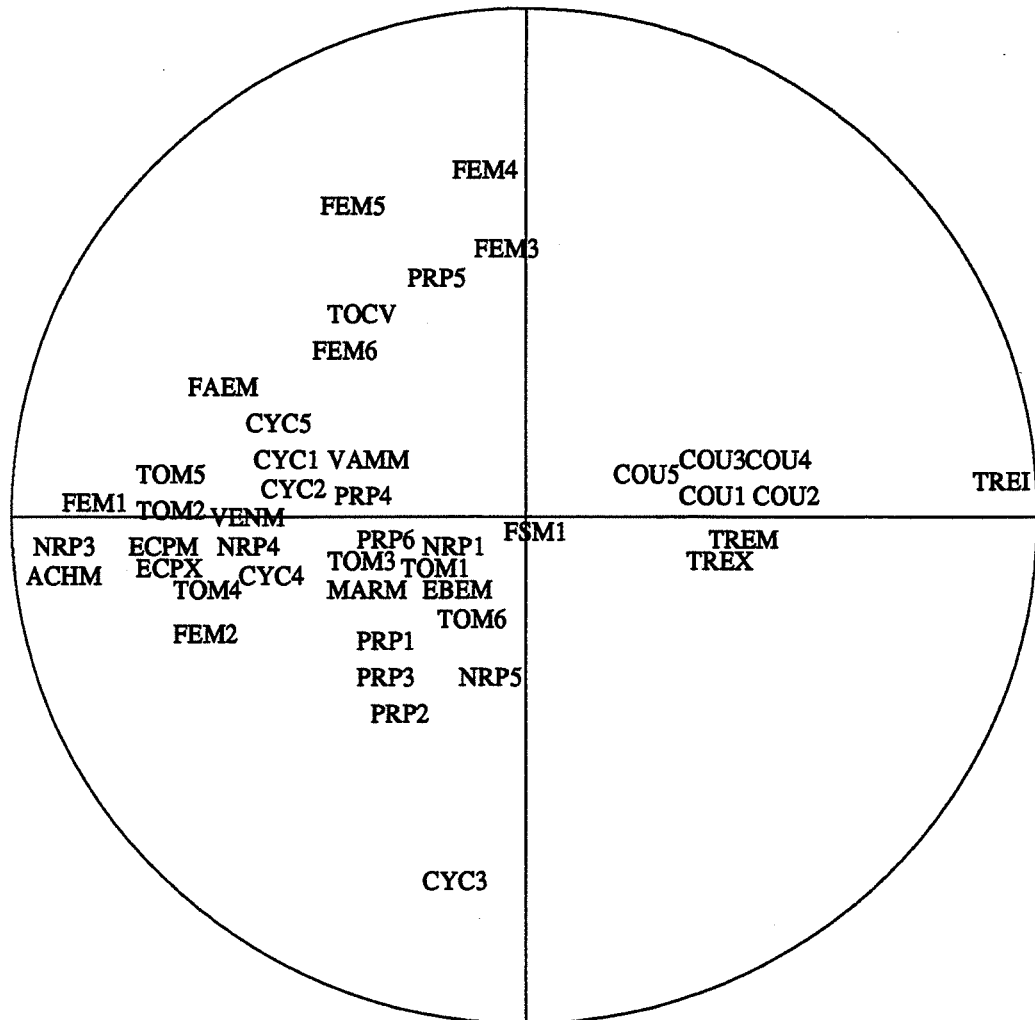 FEM4
FEM5
FEM3
PRP5
TOCV
FEM6
FAEM
CYC5
CYC1 VAMM COU3 COU4
TOM5 COU5 TREI
CYC2 PRP4 COU1 COU2
FEM1 TOM2 VENM
FSM1
PRP6 TREM
NRP3 ECPM NRP4 NRP1
TOM3 TREX
ECPX TOM1
ACHM CYC4
TOM4 MARM EBEM
TOM6
FEM2 PRP1
PRP3 NRP5
PRP2
CYC3